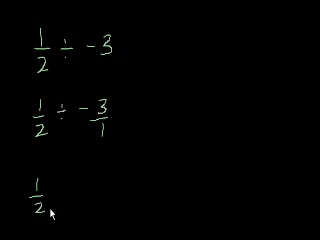 1/2 ÷ - 3
1/2 ÷ - 3/1
1/2